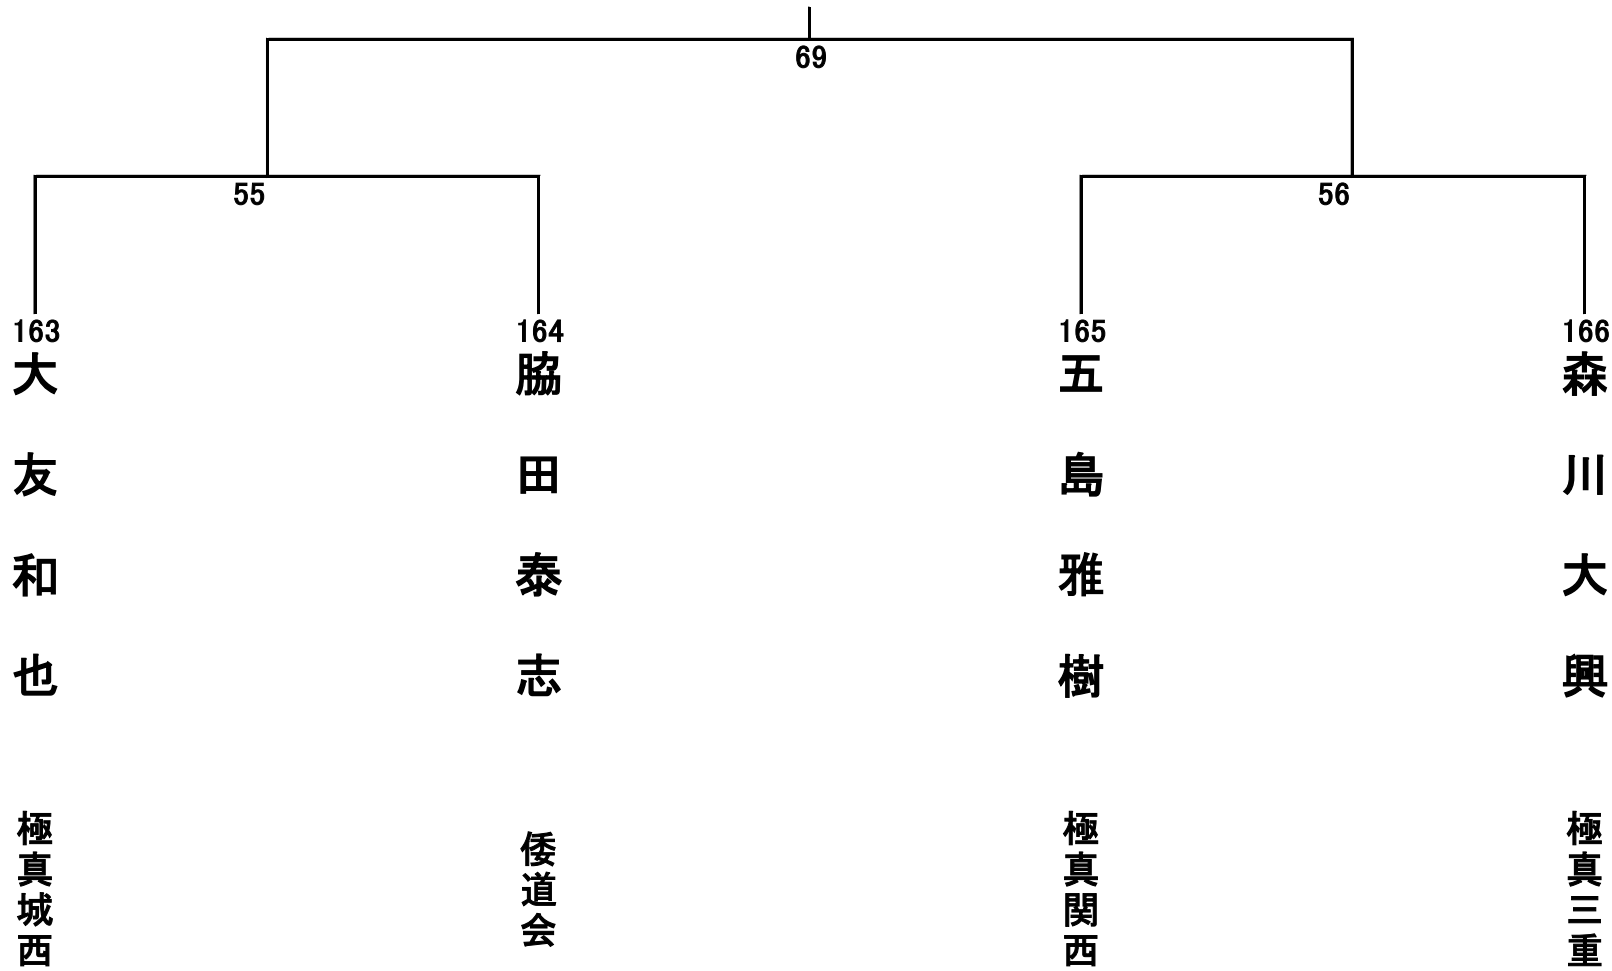 69
55
56
163
164
165
166
大友和也
脇田泰志
五島雅樹
森川大興
極真城西
倭道会
極真関西
極真三重